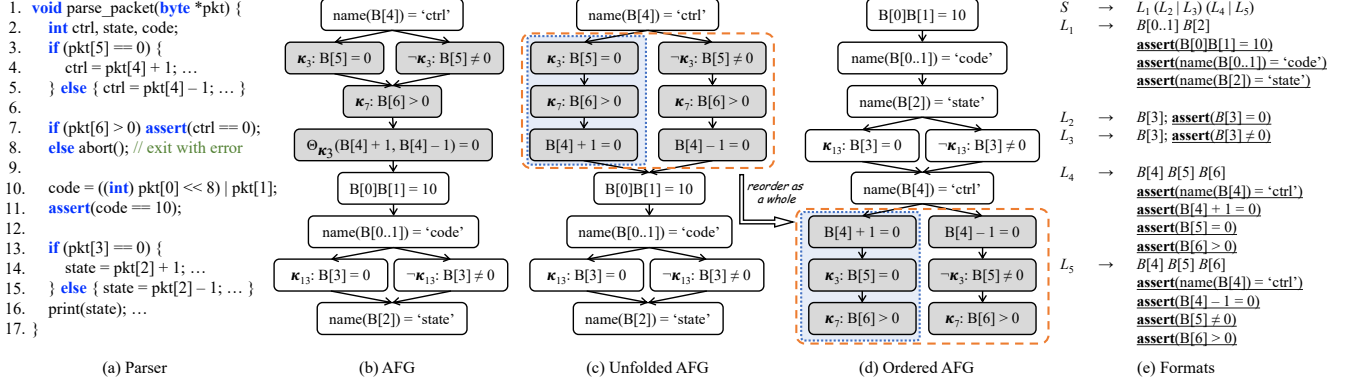 1. void parse_packet(byte *pkt) {
2. int ctrl, state, code;
3. if (pkt[5] == 0) {
4. ctrl = pkt[4] + 1; …
5. } else { ctrl = pkt[4] – 1; … }
6.
7. if (pkt[6] > 0) assert(ctrl == 0);
8. else abort(); // exit with error
9.
10. code = ((int) pkt[0] << 8) | pkt[1];
11. assert(code == 10);
12.
13. if (pkt[3] == 0) {
14. state = pkt[2] + 1; …
15. } else { state = pkt[2] – 1; … }
16. print(state); …
17. }
(a) Parser
name(B[4]) = ‘ctrl’
κ3: B[5] = 0
¬κ3: B[5] ≠ 0
κ7: B[6] > 0
Θκ3(B[4] + 1, B[4] – 1) = 0
B[0]B[1] = 10
name(B[0..1]) = ‘code’
κ13: B[3] = 0
¬κ13: B[3] ≠ 0
name(B[2]) = ‘state’
(b) AFG
name(B[4]) = ‘ctrl’
κ3: B[5] = 0
¬κ3: B[5] ≠ 0
κ7: B[6] > 0
κ7: B[6] > 0
B[4] + 1 = 0
B[4] – 1 = 0
B[0]B[1] = 10
name(B[0..1]) = ‘code’
κ13: B[3] = 0
¬κ13: B[3] ≠ 0
name(B[2]) = ‘state’
(c) Unfolded AFG
reorder as
a whole
B[0]B[1] = 10
name(B[0..1]) = ‘code’
name(B[2]) = ‘state’
κ13: B[3] = 0
¬κ13: B[3] ≠ 0
name(B[4]) = ‘ctrl’
B[4] + 1 = 0
B[4] – 1 = 0
κ3: B[5] = 0
¬κ3: B[5] ≠ 0
κ7: B[6] > 0
κ7: B[6] > 0
(d) Ordered AFG
S → L1 (L2 | L3) (L4 | L5)
L1 → B[0..1] B[2]
assert(B[0]B[1] = 10)
assert(name(B[0..1]) = ‘code’)
assert(name(B[2]) = ‘state’)
L2 → B[3]; assert(B[3] = 0)
L3 → B[3]; assert(B[3] ≠ 0)
L4 → B[4] B[5] B[6]
assert(name(B[4]) = ‘ctrl’)
assert(B[4] + 1 = 0)
assert(B[5] = 0)
assert(B[6] > 0)
L5 → B[4] B[5] B[6]
assert(name(B[4]) = ‘ctrl’)
assert(B[4] – 1 = 0)
assert(B[5] ≠ 0)
assert(B[6] > 0)
(e) Formats